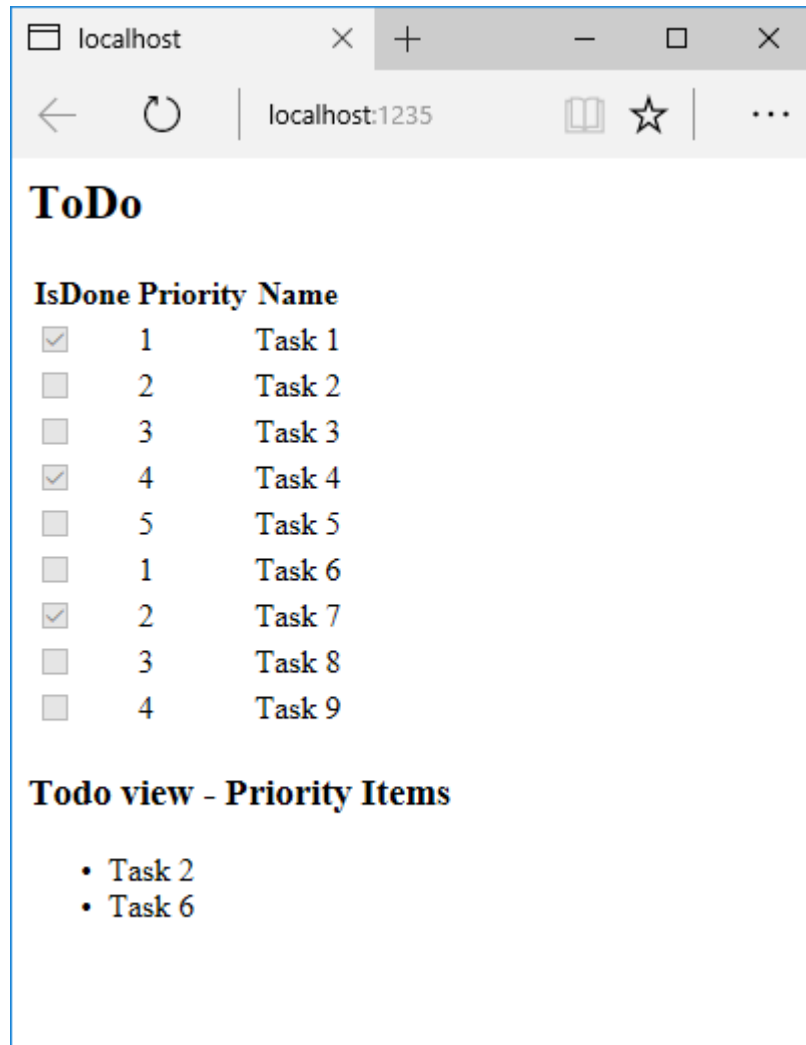 localhost
localhost:1235
ToDo
IsDone Priority Name
1 Task 1
2 Task 2
3 Task 3
4 Task 4
5 Task 5
1 Task 6
2 Task 7
3 Task 8
4 Task 9
Todo view - Priority Items
• Task 2
• Task 6